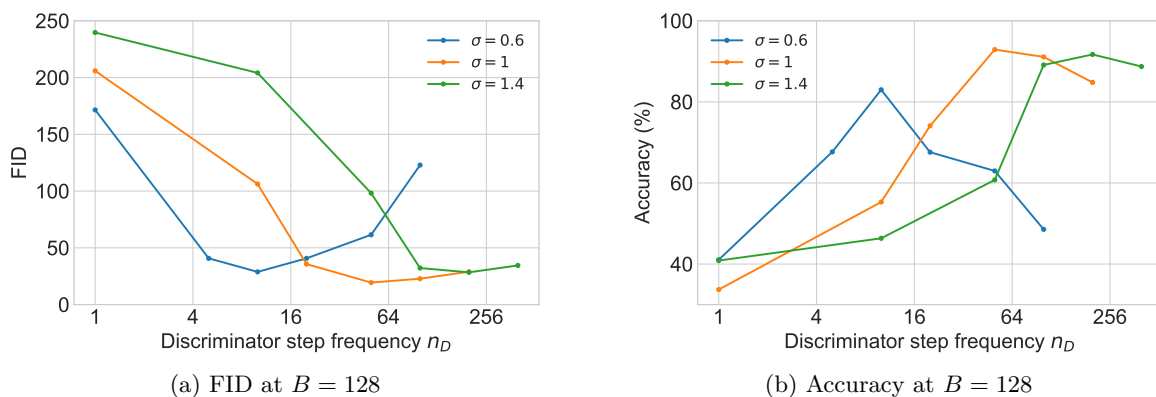 250
200
150
100
50
0
FID
1 4 16 64 256
Discriminator step frequency n_D
σ = 0.6
σ = 1
σ = 1.4
(a) FID at B = 128
100
80
60
40
Accuracy (%)
1 4 16 64 256
Discriminator step frequency n_D
σ = 0.6
σ = 1
σ = 1.4
(b) Accuracy at B = 128